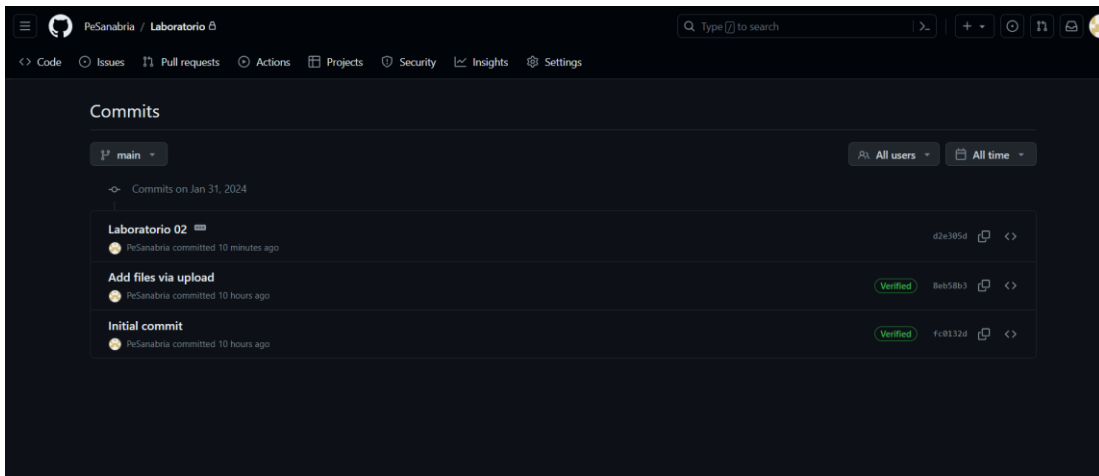 PeSanabria / Laboratorio
Type / to search
Code Issues Pull requests Actions Projects Security Insights Settings
Commits
main All users All time
Commits on Jan 31, 2024
Laboratorio 02
PeSanabria committed 10 minutes ago
d2e305d
Add files via upload
PeSanabria committed 10 hours ago
Verified 8eb58b3
Initial commit
PeSanabria committed 10 hours ago
Verified fc0132d